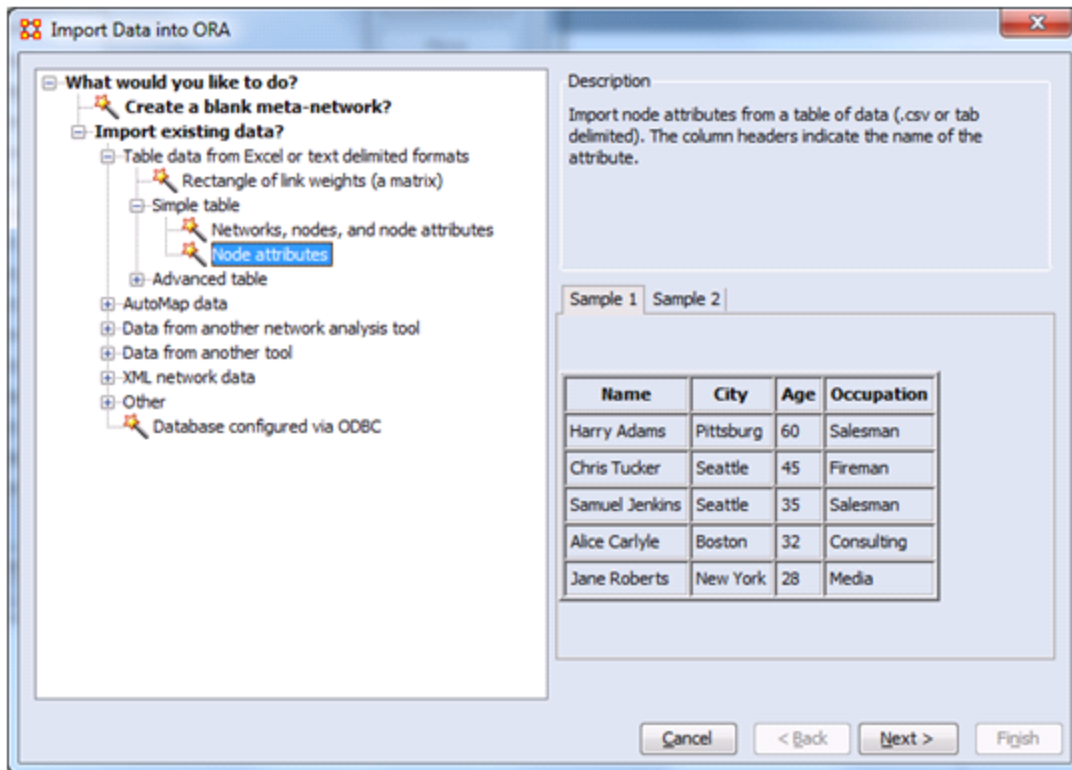 Import Data into ORA
What would you like to do?
Create a blank meta-network?
Import existing data?
Table data from Excel or text delimited formats
Rectangle of link weights (a matrix)
Simple table
Networks, nodes, and node attributes
Node attributes
Advanced table
AutoMap data
Data from another network analysis tool
Data from another tool
XML network data
Other
Database configured via ODBC
Description
Import node attributes from a table of data (.csv or tab
delimited). The column headers indicate the name of the
attribute.
Sample 1 Sample 2
Name City Age Occupation
Harry Adams Pittsburg 60 Salesman
Chris Tucker Seattle 45 Fireman
Samuel Jenkins Seattle 35 Salesman
Alice Carlyle Boston 32 Consulting
Jane Roberts New York 28 Media
Cancel < Back Next > Finish